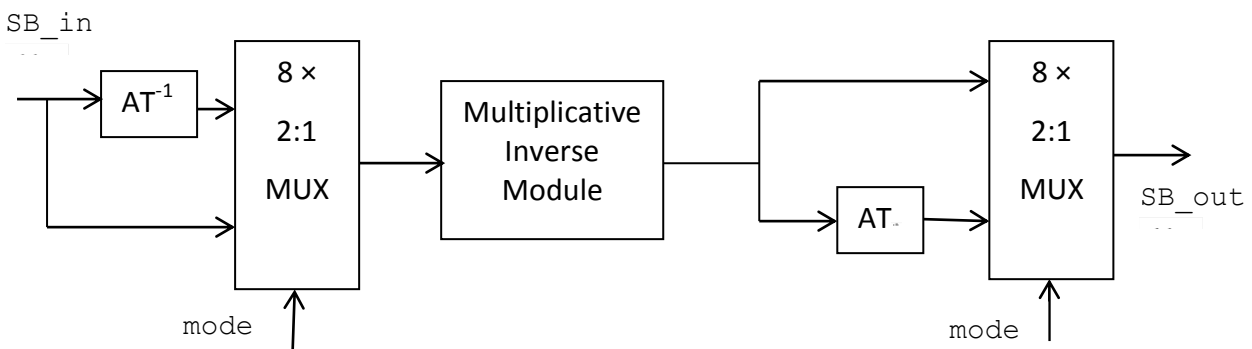 SB_in
AT-1
8 ×
2:1
MUX
mode
Multiplicative
Inverse
Module
AT
8 ×
2:1
MUX
mode
SB_out